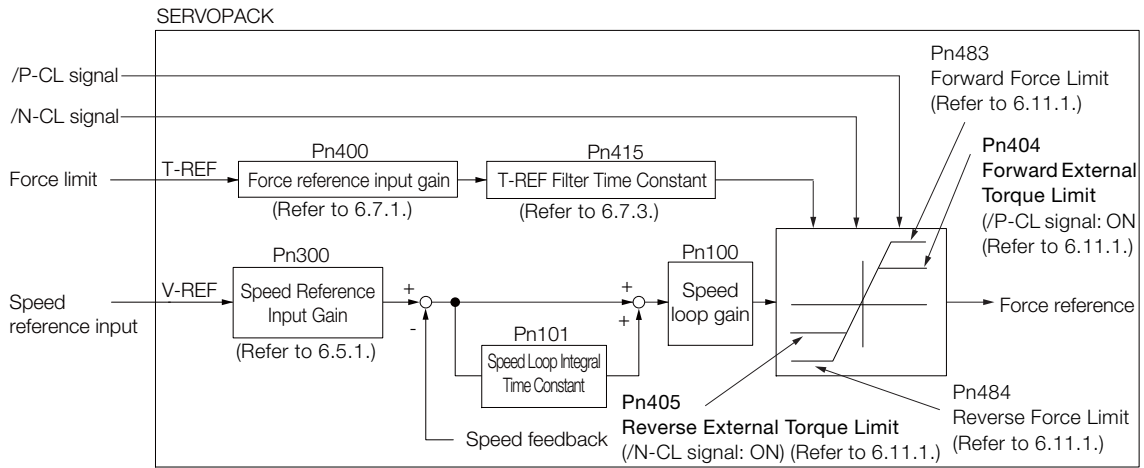 SERVOPACK
/P-CL signal
/N-CL signal
Force limit
T-REF
Pn400
Force reference input gain
(Refer to 6.7.1.)
Pn415
T-REF Filter Time Constant
(Refer to 6.7.3.)
Pn483
Forward Force Limit
(Refer to 6.11.1.)
Pn404
Forward External
Torque Limit
(/P-CL signal: ON
(Refer to 6.11.1.)
Speed
reference input
V-REF
Pn300
Speed Reference
Input Gain
(Refer to 6.5.1.)
+
-
Pn101
Speed Loop Integral
Time Constant
+
+
Pn100
Speed
loop gain
Force reference
Speed feedback
Pn405
Reverse External Torque Limit
(/N-CL signal: ON) (Refer to 6.11.1.)
Pn484
Reverse Force Limit
(Refer to 6.11.1.)